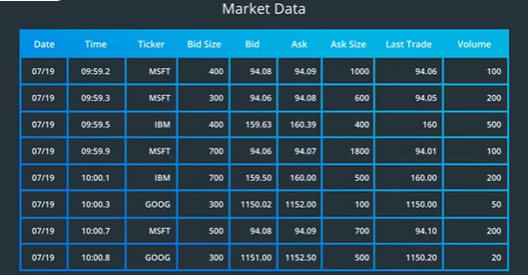 Market Data
Date Time Ticker Bid Size Bid Ask Ask Size Last Trade Volume
07/19 09:59.2 MSFT 400 94.08 94.09 1000 94.06 100
07/19 09:59.3 MSFT 300 94.06 94.08 600 94.05 200
07/19 09:59.5 IBM 400 159.63 160.39 400 160 500
07/19 09:59.9 MSFT 700 94.06 94.07 1800 94.01 100
07/19 10:00.1 IBM 700 159.50 160.00 500 160.00 200
07/19 10:00.3 GOOG 300 1150.02 1152.00 100 1150.00 50
07/19 10:00.7 MSFT 500 94.08 94.09 700 94.10 200
07/19 10:00.8 GOOG 300 1151.00 1152.50 500 1150.20 20